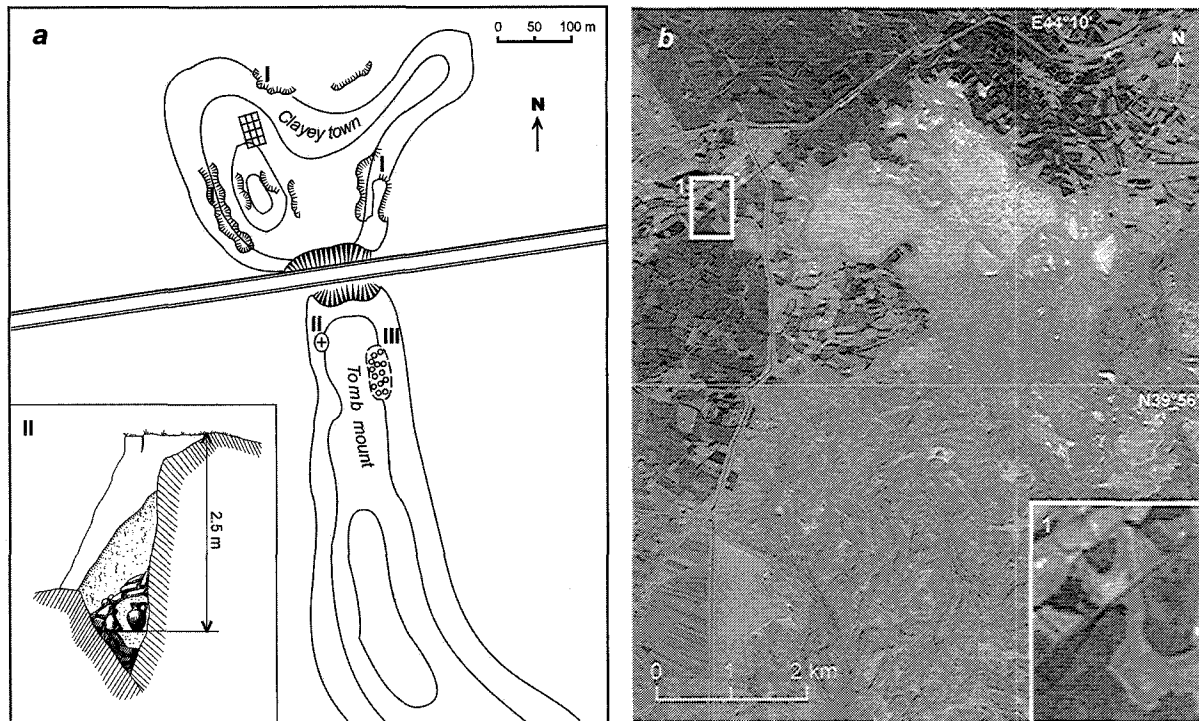 a
0 50 100 m
N
I
Clayey town
I
II
III
Tomb mount
II
2.5 m
b
E44°10'
N
1
N39°56'
1
0 1 2 km